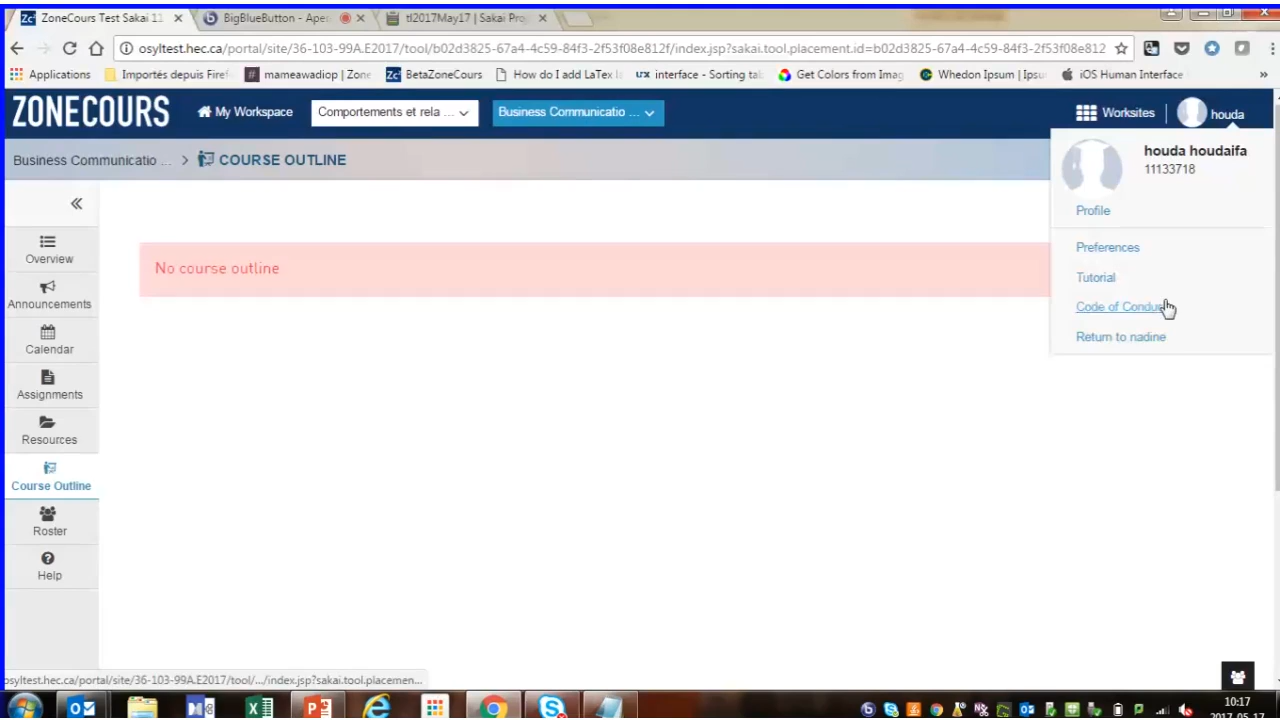 ZoneCours Test Sakai 11
BigBlueButton - Aper
tl2017May17 | Sakai Pro
osyltest.hec.ca/portal/site/36-103-99A.E2017/tool/b02d3825-67a4-4c59-84f3-2f53f08e812f/index.jsp?sakai.tool.placement.id=b02d3825-67a4-4c59-84f3-2f53f08e812
Applications
Importés depuis Firef
mameawadiop | Zone
BetaZoneCours
How do I add LaTex i
interface - Sorting tab
Get Colors from Imag
Whedon Ipsum | Ipsu
iOS Human Interface
ZONECOURS
My Workspace
Comportements et rela ...
Business Communicatio ...
Worksites
houda
Business Communicatio ... > COURSE OUTLINE
houda houdaifa
11133718
Profile
Preferences
Tutorial
Code of Condu
Return to nadine
Overview
Announcements
Calendar
Assignments
Resources
Course Outline
Roster
Help
No course outline
osyltest.hec.ca/portal/site/36-103-99A.E2017/tool/.../index.jsp?sakai.tool.placemen...
10:17
2017-05-17